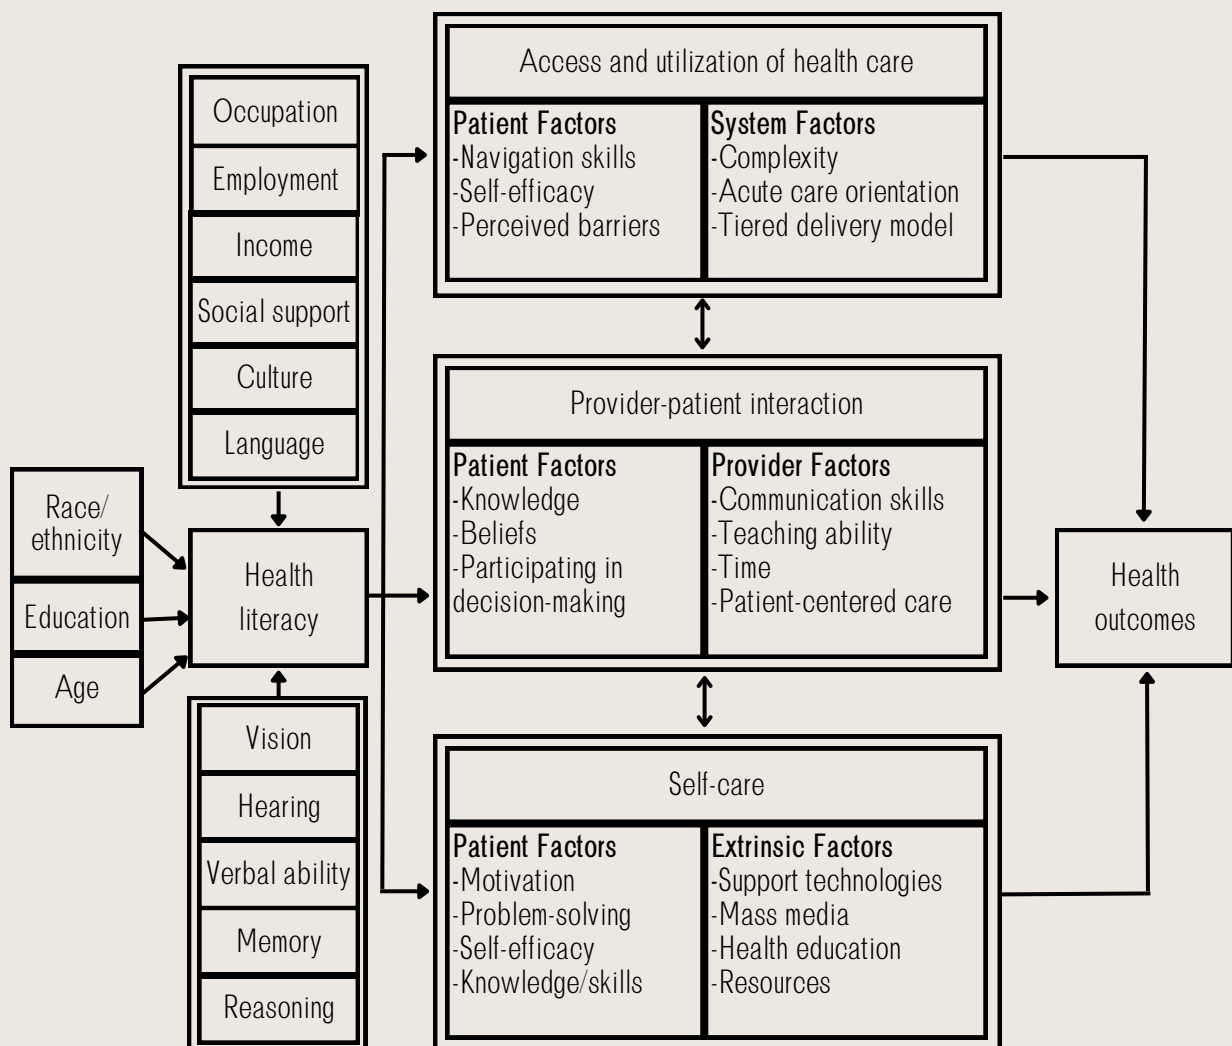 Occupation
Employment
Income
Social support
Culture
Language
Race/
ethnicity
Education
Age
Health
literacy
Vision
Hearing
Verbal ability
Memory
Reasoning
Access and utilization of health care
Patient Factors
-Navigation skills
-Self-efficacy
-Perceived barriers
System Factors
-Complexity
-Acute care orientation
-Tiered delivery model
Provider-patient interaction
Patient Factors
-Knowledge
-Beliefs
-Participating in
decision-making
Provider Factors
-Communication skills
-Teaching ability
-Time
-Patient-centered care
Self-care
Patient Factors
-Motivation
-Problem-solving
-Self-efficacy
-Knowledge/skills
Extrinsic Factors
-Support technologies
-Mass media
-Health education
-Resources
Health
outcomes